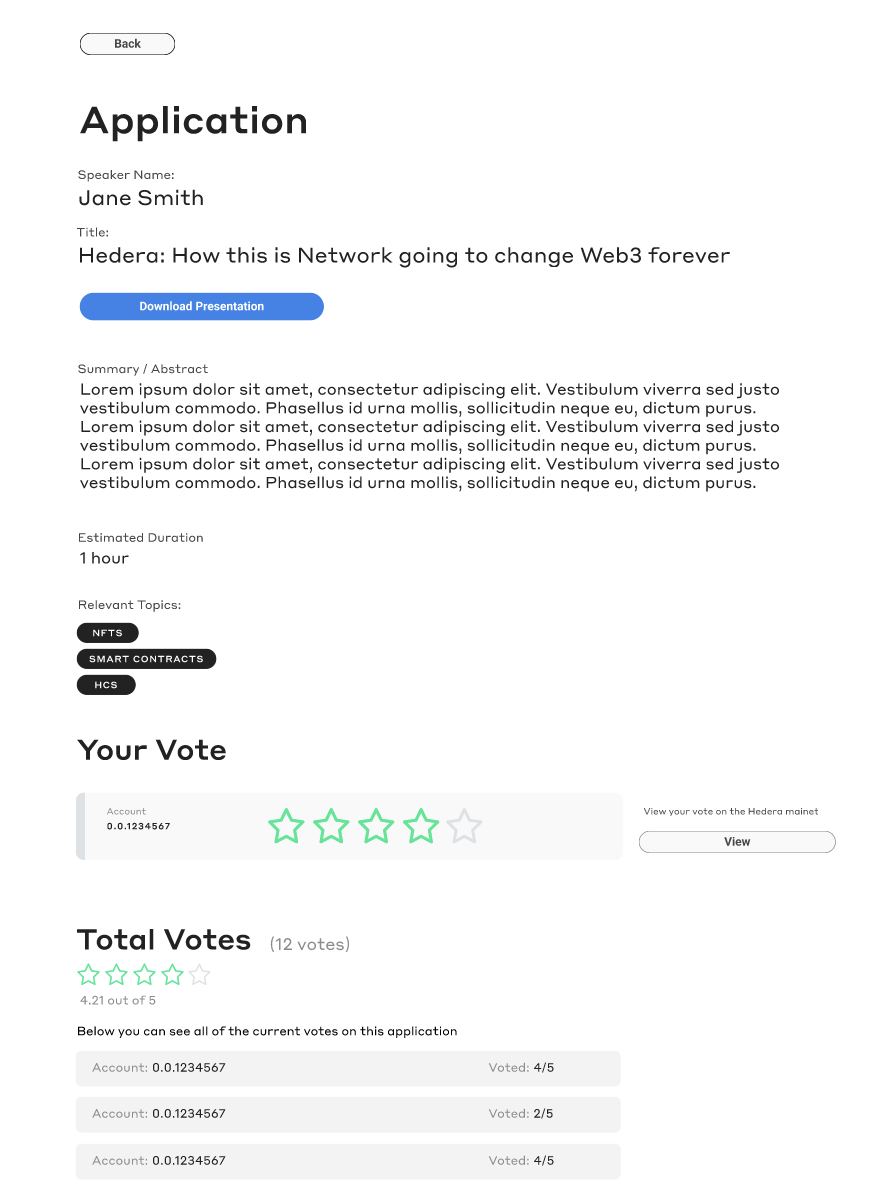 Back
Application
Speaker Name:
Jane Smith
Title:
Hedera: How this is Network going to change Web3 forever
Download Presentation
Summary / Abstract
Lorem ipsum dolor sit amet, consectetur adipiscing elit. Vestibulum viverra sed justo
vestibulum commodo. Phasellus id urna mollis, sollicitudin neque eu, dictum purus.
Lorem ipsum dolor sit amet, consectetur adipiscing elit. Vestibulum viverra sed justo
vestibulum commodo. Phasellus id urna mollis, sollicitudin neque eu, dictum purus.
Lorem ipsum dolor sit amet, consectetur adipiscing elit. Vestibulum viverra sed justo
vestibulum commodo. Phasellus id urna mollis, sollicitudin neque eu, dictum purus.
Estimated Duration
1 hour
Relevant Topics:
NFTS
SMART CONTRACTS
HCS
Your Vote
Account
0.0.1234567
View your vote on the Hedera mainet
View
Total Votes (12 votes)
4.21 out of 5
Below you can see all of the current votes on this application
Account: 0.0.1234567 Voted: 4/5
Account: 0.0.1234567 Voted: 2/5
Account: 0.0.1234567 Voted: 4/5